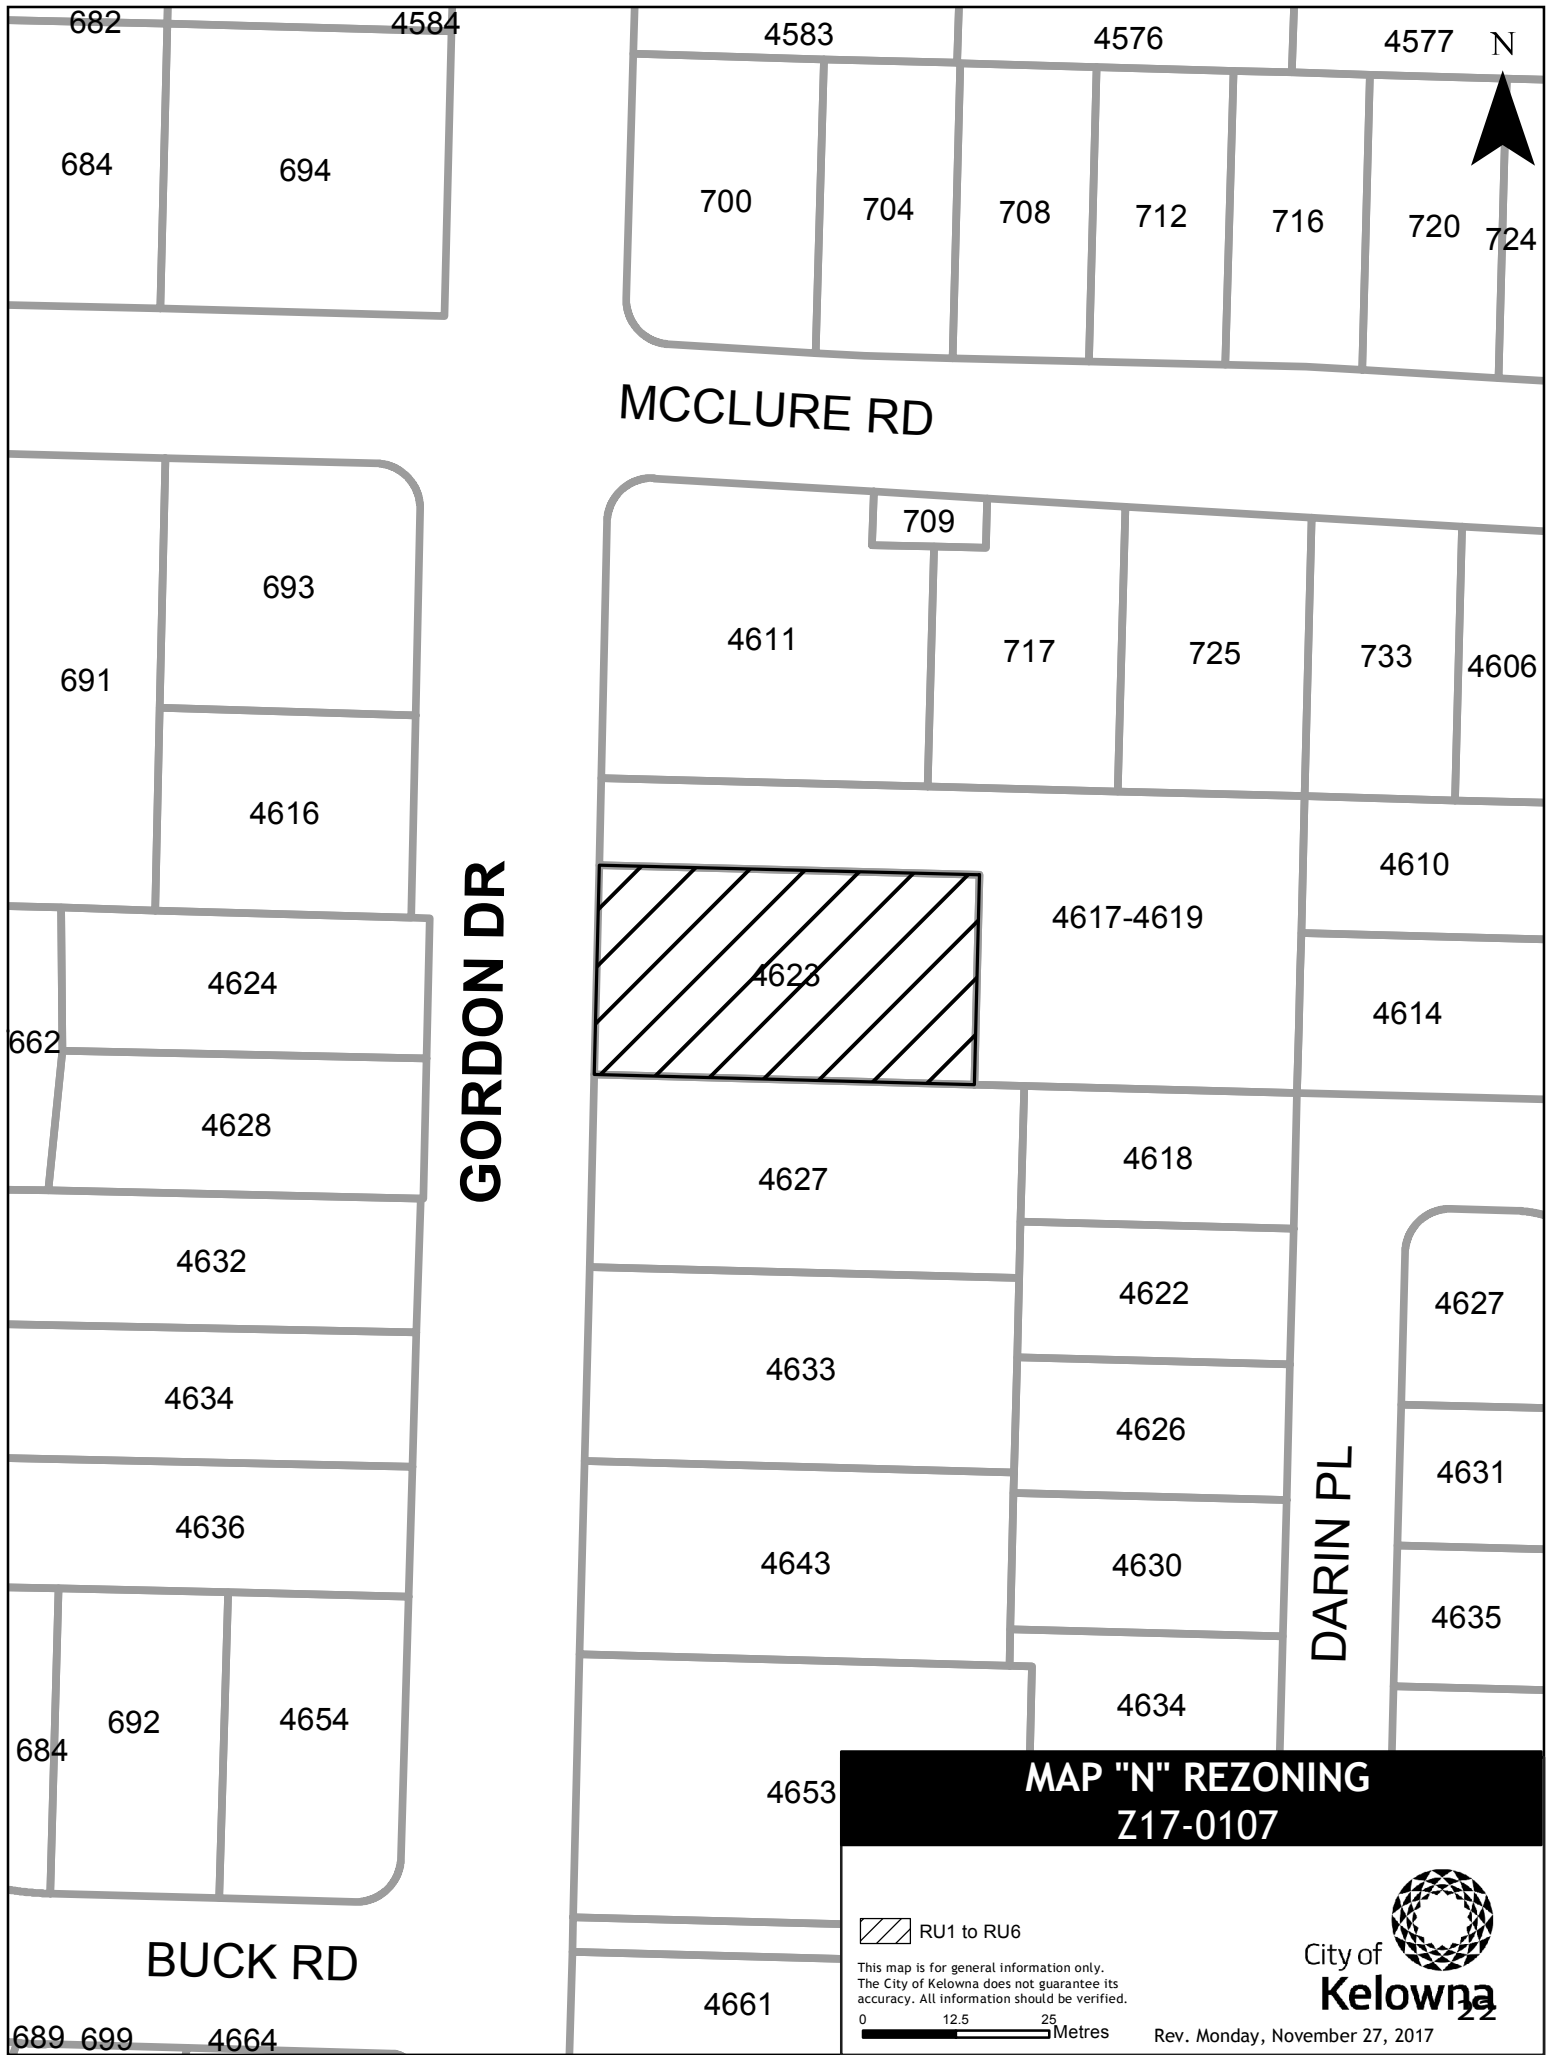 682
4584
4583
4576
4577
N
684
694
700
704
708
712
716
720
724
MCCLURE RD
709
693
691
4611
717
725
733
4606
4616
GORDON DR
4610
4617-4619
4623
4624
4614
662
4628
4627
4618
4632
4622
4627
4633
4634
4626
4631
DARIN PL
4636
4643
4630
4635
692
4654
4634
684
4653
MAP "N" REZONING
Z17-0107
RU1 to RU6
This map is for general information only.
The City of Kelowna does not guarantee its
accuracy. All information should be verified.
0 12.5 25
Metres
City of
Kelowna
22
Rev. Monday, November 27, 2017
BUCK RD
4661
689 699 4664